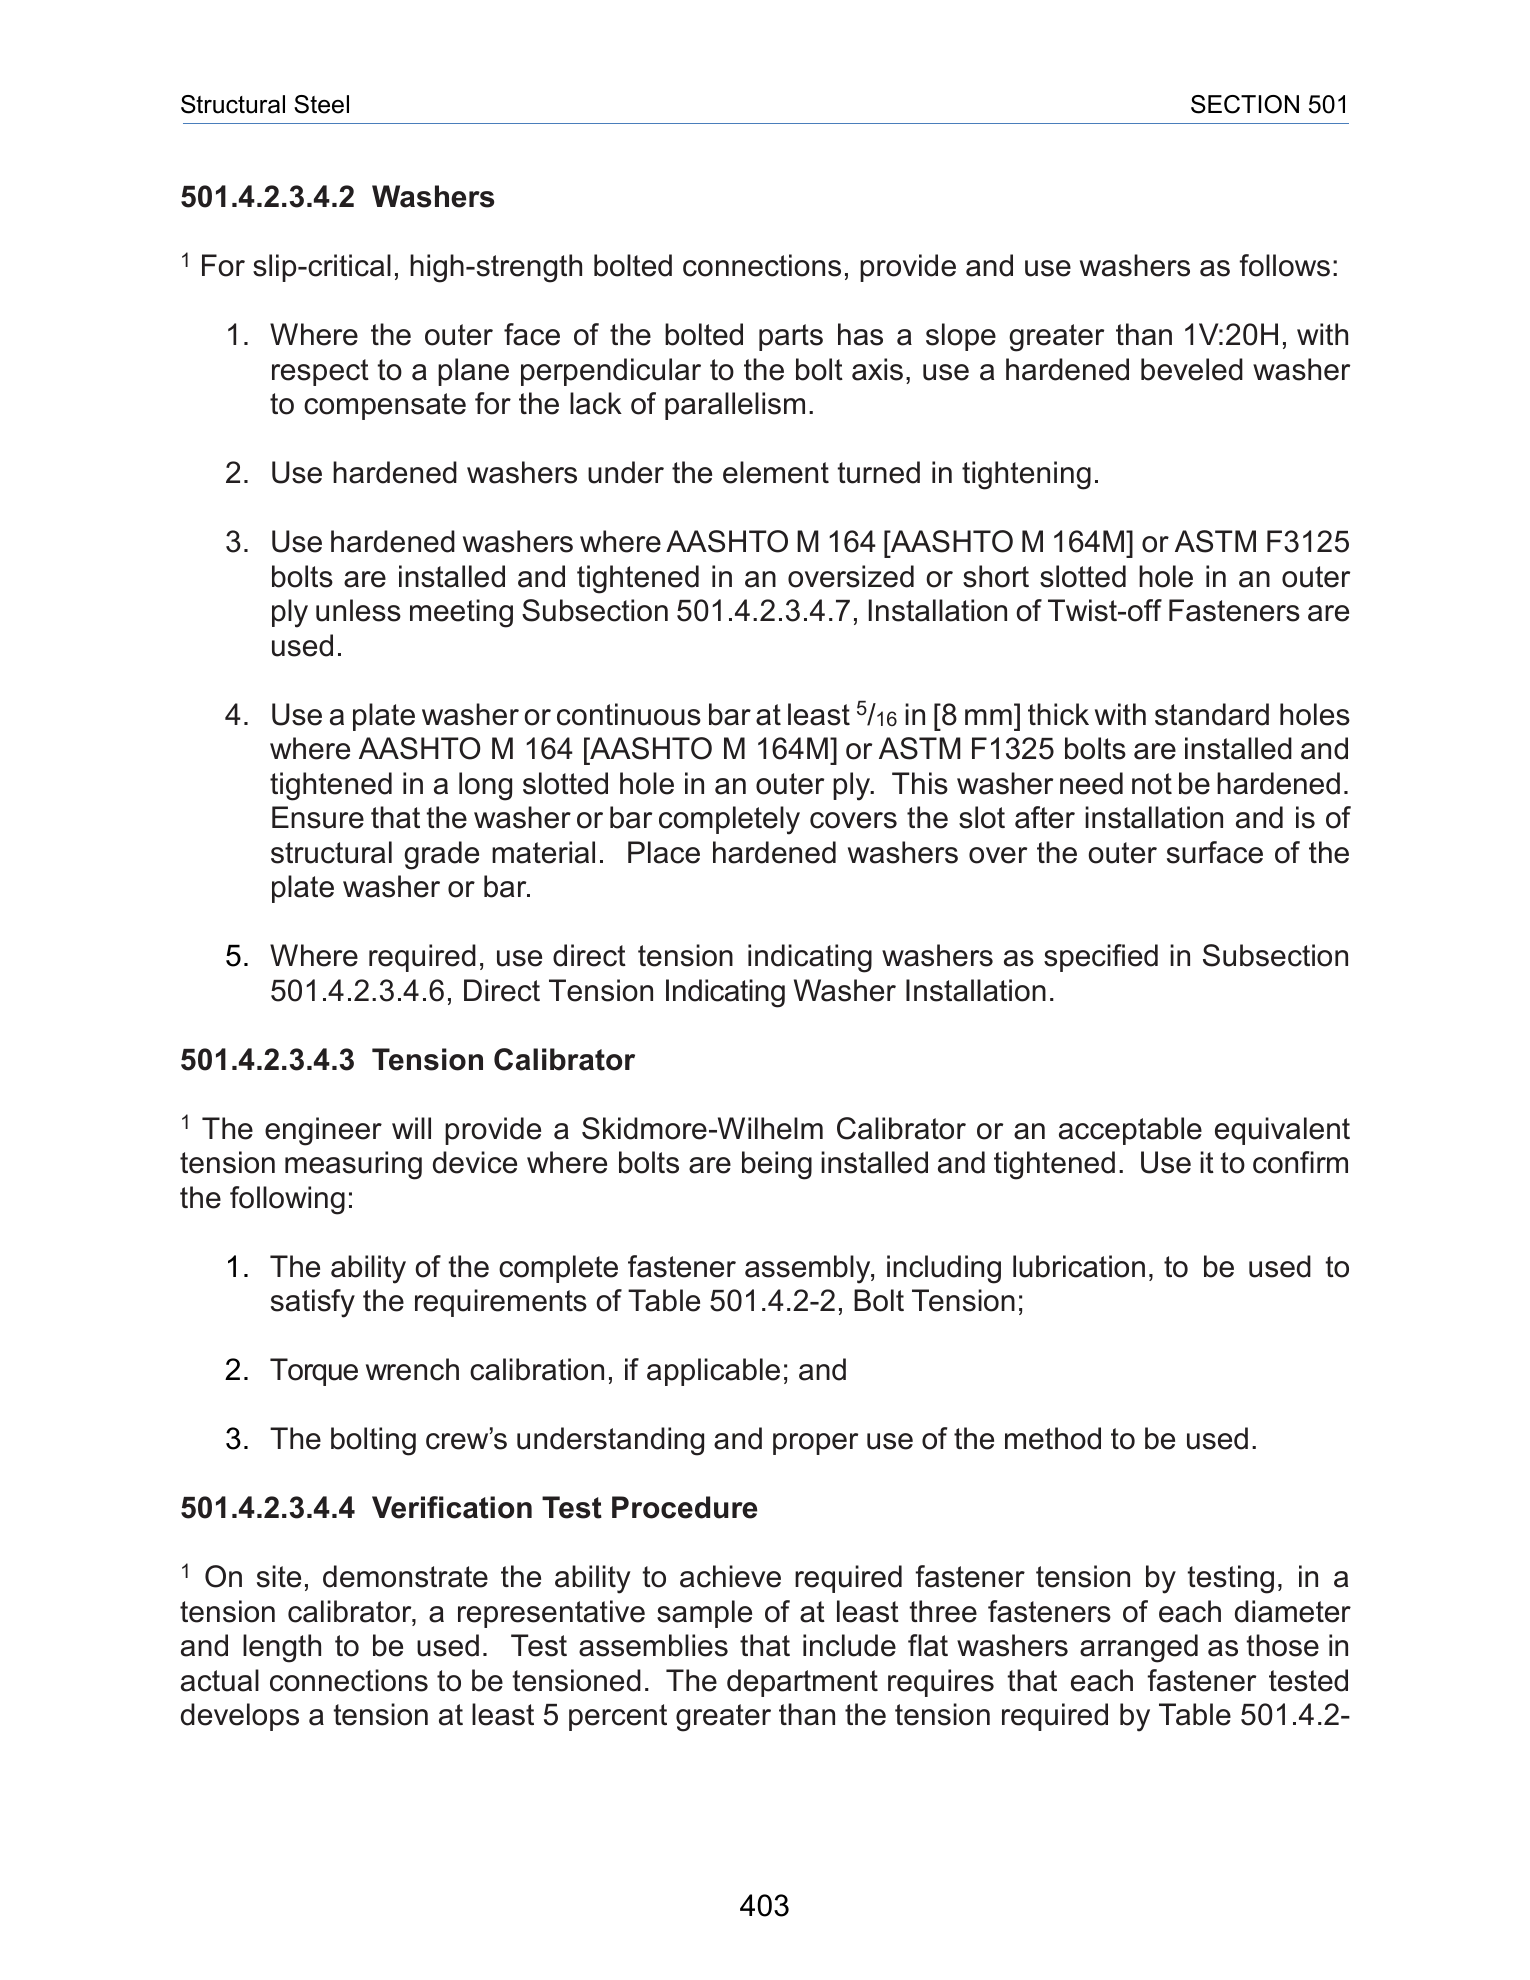 Structural Steel SECTION 501
501.4.2.3.4.2 Washers
1 For slip-critical, high-strength bolted connections, provide and use washers as follows:
1. Where the outer face of the bolted parts has a slope greater than 1V:20H, with
respect to a plane perpendicular to the bolt axis, use a hardened beveled washer
to compensate for the lack of parallelism.
2. Use hardened washers under the element turned in tightening.
3. Use hardened washers where AASHTO M 164 [AASHTO M 164M] or ASTM F3125
bolts are installed and tightened in an oversized or short slotted hole in an outer
ply unless meeting Subsection 501.4.2.3.4.7, Installation of Twist-off Fasteners are
used.
4. Use a plate washer or continuous bar at least 5/16 in [8 mm] thick with standard holes
where AASHTO M 164 [AASHTO M 164M] or ASTM F1325 bolts are installed and
tightened in a long slotted hole in an outer ply. This washer need not be hardened.
Ensure that the washer or bar completely covers the slot after installation and is of
structural grade material. Place hardened washers over the outer surface of the
plate washer or bar.
5. Where required, use direct tension indicating washers as specified in Subsection
501.4.2.3.4.6, Direct Tension Indicating Washer Installation.
501.4.2.3.4.3 Tension Calibrator
1 The engineer will provide a Skidmore-Wilhelm Calibrator or an acceptable equivalent
tension measuring device where bolts are being installed and tightened. Use it to confirm
the following:
1. The ability of the complete fastener assembly, including lubrication, to be used to
satisfy the requirements of Table 501.4.2-2, Bolt Tension;
2. Torque wrench calibration, if applicable; and
3. The bolting crew’s understanding and proper use of the method to be used.
501.4.2.3.4.4 Verification Test Procedure
1 On site, demonstrate the ability to achieve required fastener tension by testing, in a
tension calibrator, a representative sample of at least three fasteners of each diameter
and length to be used. Test assemblies that include flat washers arranged as those in
actual connections to be tensioned. The department requires that each fastener tested
develops a tension at least 5 percent greater than the tension required by Table 501.4.2-
403